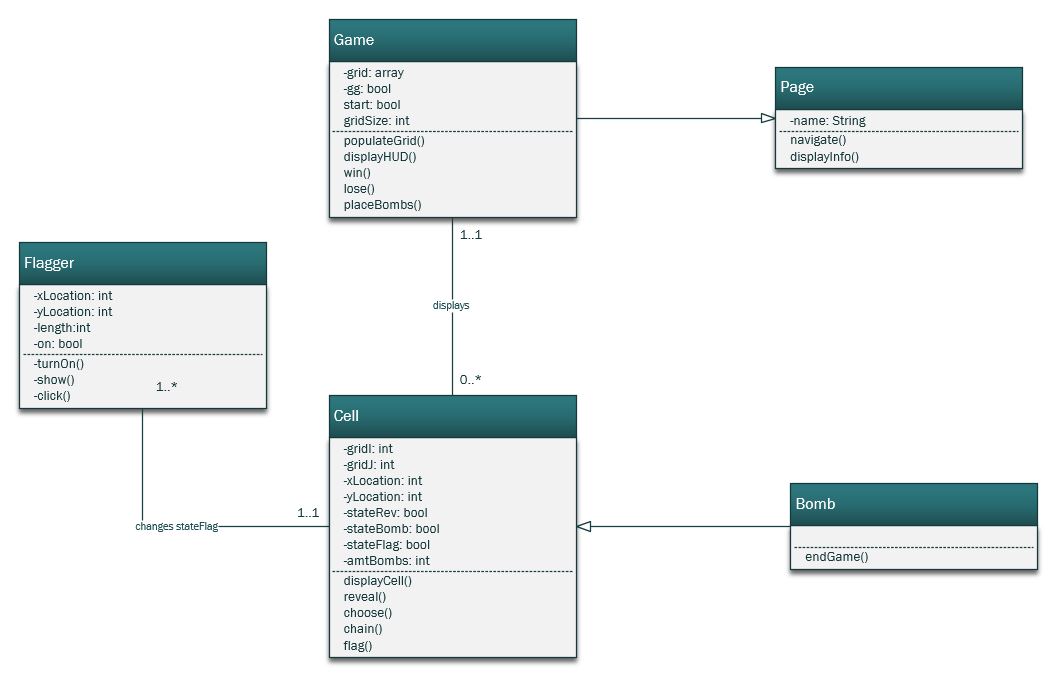 Game
-grid: array
-gg: bool
start: bool
gridSize: int
populateGrid()
displayHUD()
win()
lose()
placeBombs()
Page
-name: String
navigate()
displayInfo()
1..1
displays
0..*
Flagger
-xLocation: int
-yLocation: int
-length:int
-on: bool
-turnOn()
-show()
-click()
1..*
changes stateFlag
1..1
Cell
-gridI: int
-gridJ: int
-xLocation: int
-yLocation: int
-stateRev: bool
-stateBomb: bool
-stateFlag: bool
-amtBombs: int
displayCell()
reveal()
choose()
chain()
flag()
Bomb
endGame()